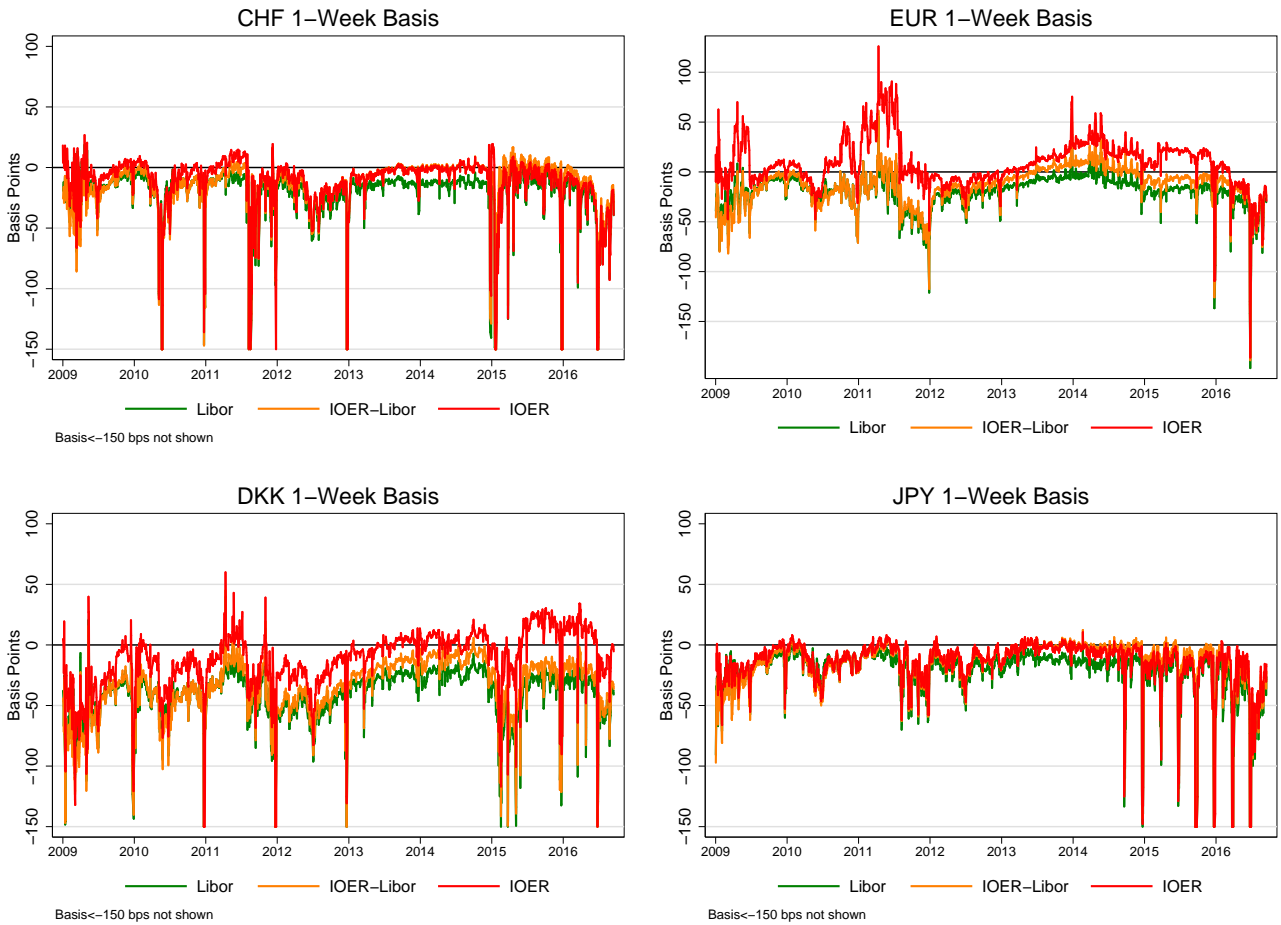 CHF 1−Week Basis
Basis Points
100
50
0
−50
−100
−150
2009 2010 2011 2012 2013 2014 2015 2016
Libor IOER−Libor IOER
Basis<−150 bps not shown
EUR 1−Week Basis
Basis Points
100
50
0
−50
−100
−150
2009 2010 2011 2012 2013 2014 2015 2016
Libor IOER−Libor IOER
DKK 1−Week Basis
Basis Points
100
50
0
−50
−100
−150
2009 2010 2011 2012 2013 2014 2015 2016
Libor IOER−Libor IOER
Basis<−150 bps not shown
JPY 1−Week Basis
Basis Points
100
50
0
−50
−100
−150
2009 2010 2011 2012 2013 2014 2015 2016
Libor IOER−Libor IOER
Basis<−150 bps not shown